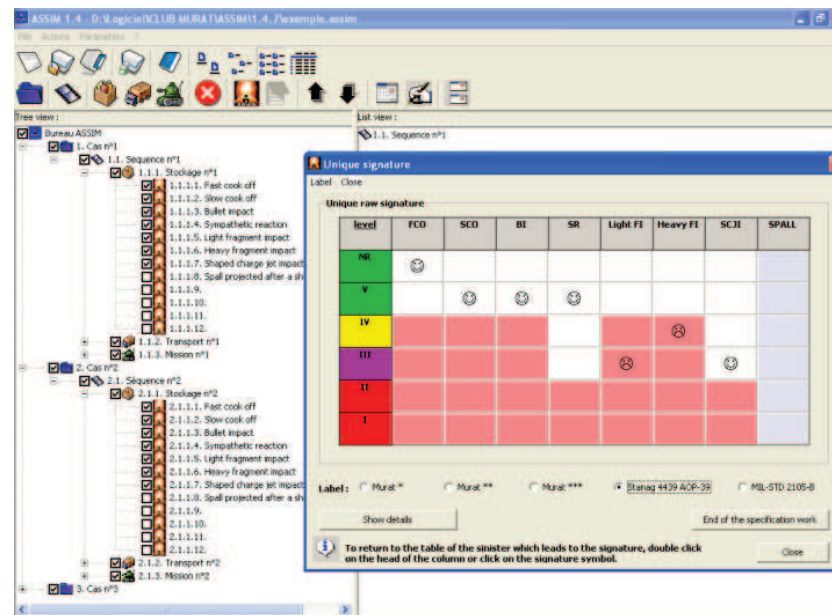 ASSIM 1.4 - D:\Logiciel\CLUB MURAT\ASSIM\1.4.7\exemple.assim
File Actions Parameters ?
Tree view :
List view :
Bureau ASSIM
1. Cas n°1
1.1. Sequence n°1
1.1.1. Stockage n°1
1.1.1.1. Fast cook off
1.1.1.2. Slow cook off
1.1.1.3. Bullet impact
1.1.1.4. Sympathetic reaction
1.1.1.5. Light fragment impact
1.1.1.6. Heavy fragment impact
1.1.1.7. Shaped charge jet impact
1.1.1.8. Spall projected after a sh
1.1.1.9.
1.1.1.10.
1.1.1.11.
1.1.1.12.
1.1.2. Transport n°1
1.1.3. Mission n°1
2. Cas n°2
2.1. Séquence n°2
2.1.1. Stockage n°2
2.1.1.1. Fast cook off
2.1.1.2. Slow cook off
2.1.1.3. Bullet impact
2.1.1.4. Sympathetic reaction
2.1.1.5. Light fragment impact
2.1.1.6. Heavy fragment impact
2.1.1.7. Shaped charge jet impact
2.1.1.8. Spall projected after a sh
2.1.1.9.
2.1.1.10.
2.1.1.11.
2.1.1.12.
2.1.2. Transport n°2
2.1.3. Mission n°2
3. Cas n°3
1.1. Sequence n°1
Unique signature
Label Close
Unique raw signature
level FCO SCO BI SR Light FI Heavy FI SCJI SPALL
NR
V
IV
III
II
I
Label : Murat * Murat ** Murat *** Stanag 4439 AOP-39 MIL-STD 2105-B
Show details End of the specification work
To return to the table of the sinister which leads to the signature, double click
on the head of the column or click on the signature symbol.
Close